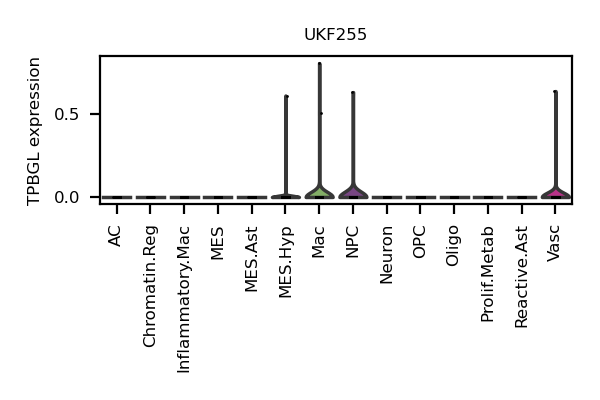 UKF255
TPBGL expression
0.5
0.0
AC
Chromatin.Reg
Inflammatory.Mac
MES
MES.Ast
MES.Hyp
Mac
NPC
Neuron
OPC
Oligo
Prolif.Metab
Reactive.Ast
Vasc